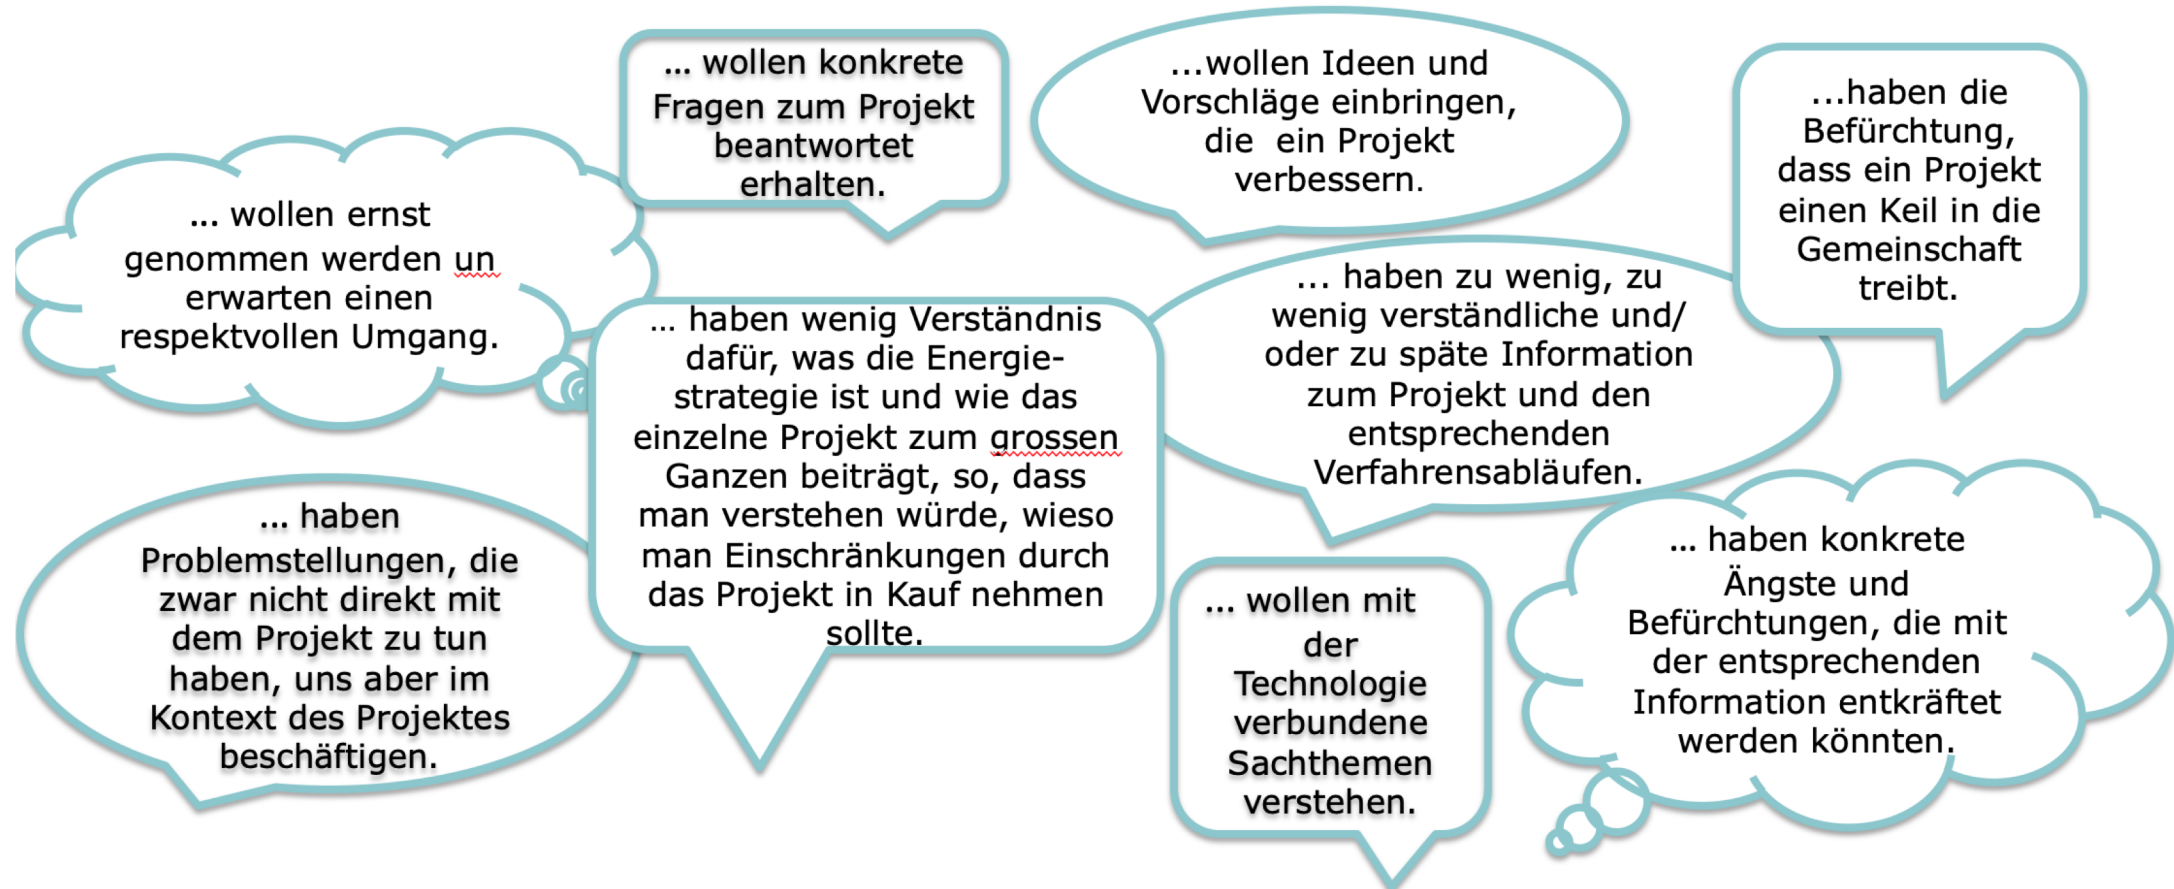 ... wollen ernst
genommen werden un
erwarten einen
respektvollen Umgang.
... wollen konkrete
Fragen zum Projekt
beantwortet
erhalten.
...wollen Ideen und
Vorschläge einbringen,
die  ein Projekt
verbessern.
...haben die
Befürchtung,
dass ein Projekt
einen Keil in die
Gemeinschaft
treibt.
... haben wenig Verständnis
dafür, was die Energie-
strategie ist und wie das
einzelne Projekt zum grossen
Ganzen beiträgt, so, dass
man verstehen würde, wieso
man Einschränkungen durch
das Projekt in Kauf nehmen
sollte.
... haben zu wenig, zu
wenig verständliche und/
oder zu späte Information
zum Projekt und den
entsprechenden
Verfahrensabläufen.
... haben
Problemstellungen, die
zwar nicht direkt mit
dem Projekt zu tun
haben, uns aber im
Kontext des Projektes
beschäftigen.
... wollen mit
der
Technologie
verbundene
Sachthemen
verstehen.
... haben konkrete
Ängste und
Befürchtungen, die mit
der entsprechenden
Information entkräftet
werden könnten.